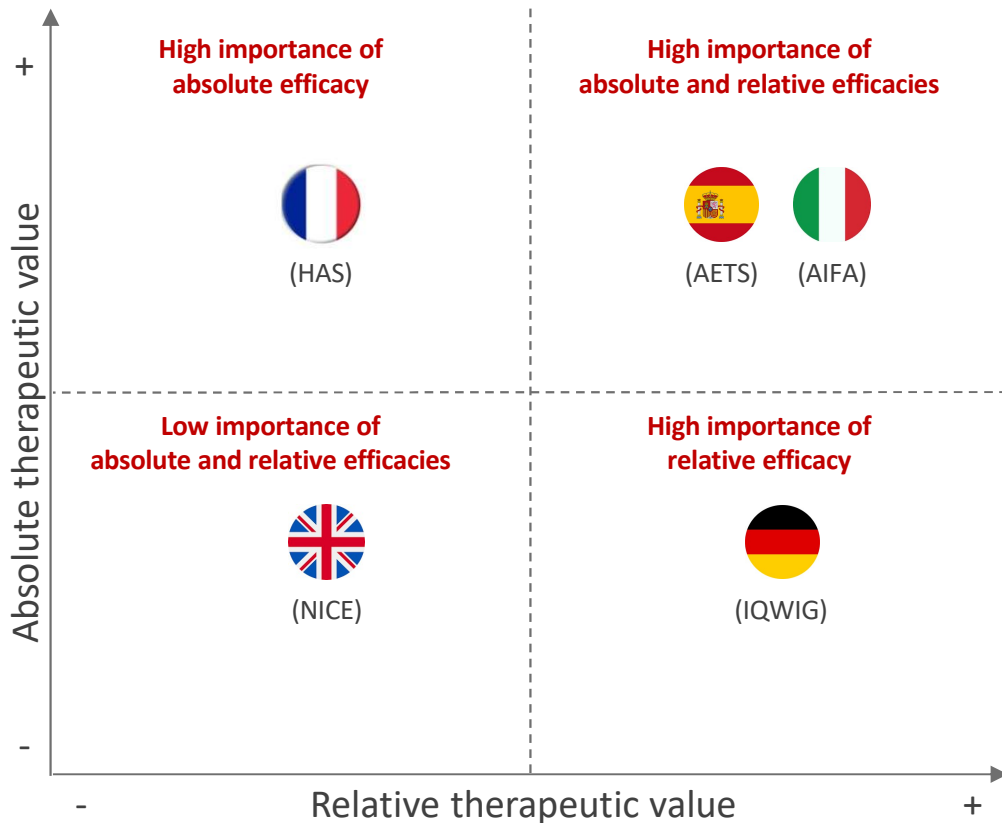 +
High importance of
absolute efficacy
High importance of
absolute and relative efficacies
(HAS)
(AETS)
(AIFA)
Absolute therapeutic value
Low importance of
absolute and relative efficacies
High importance of
relative efficacy
(NICE)
(IQWIG)
-
-
Relative therapeutic value
+